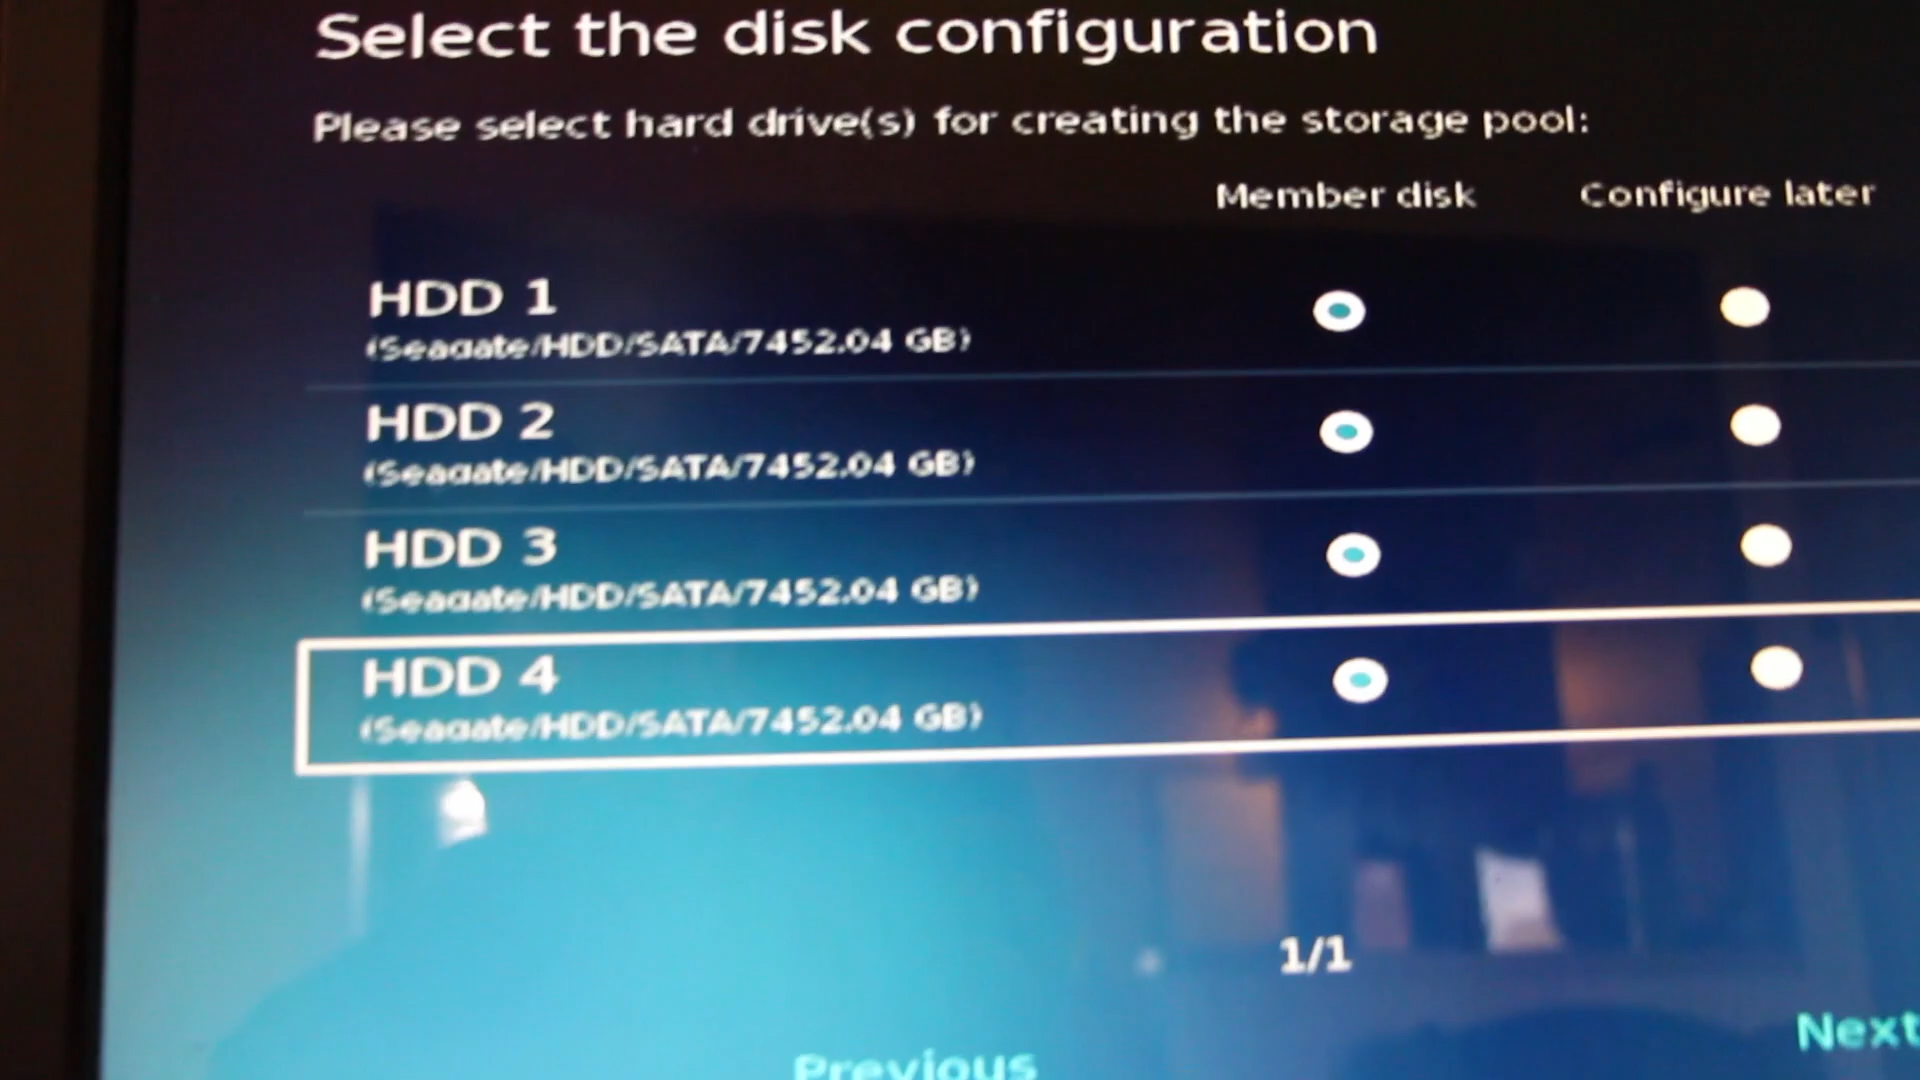 Select the disk configuration
Please select hard drive(s) for creating the storage pool:
Member disk Configure later
HDD 1
(Seagate/HDD/SATA/7452.04 GB)
HDD 2
(Seagate/HDD/SATA/7452.04 GB)
HDD 3
(Seagate/HDD/SATA/7452.04 GB)
HDD 4
(Seagate/HDD/SATA/7452.04 GB)
1/1
Previous Next